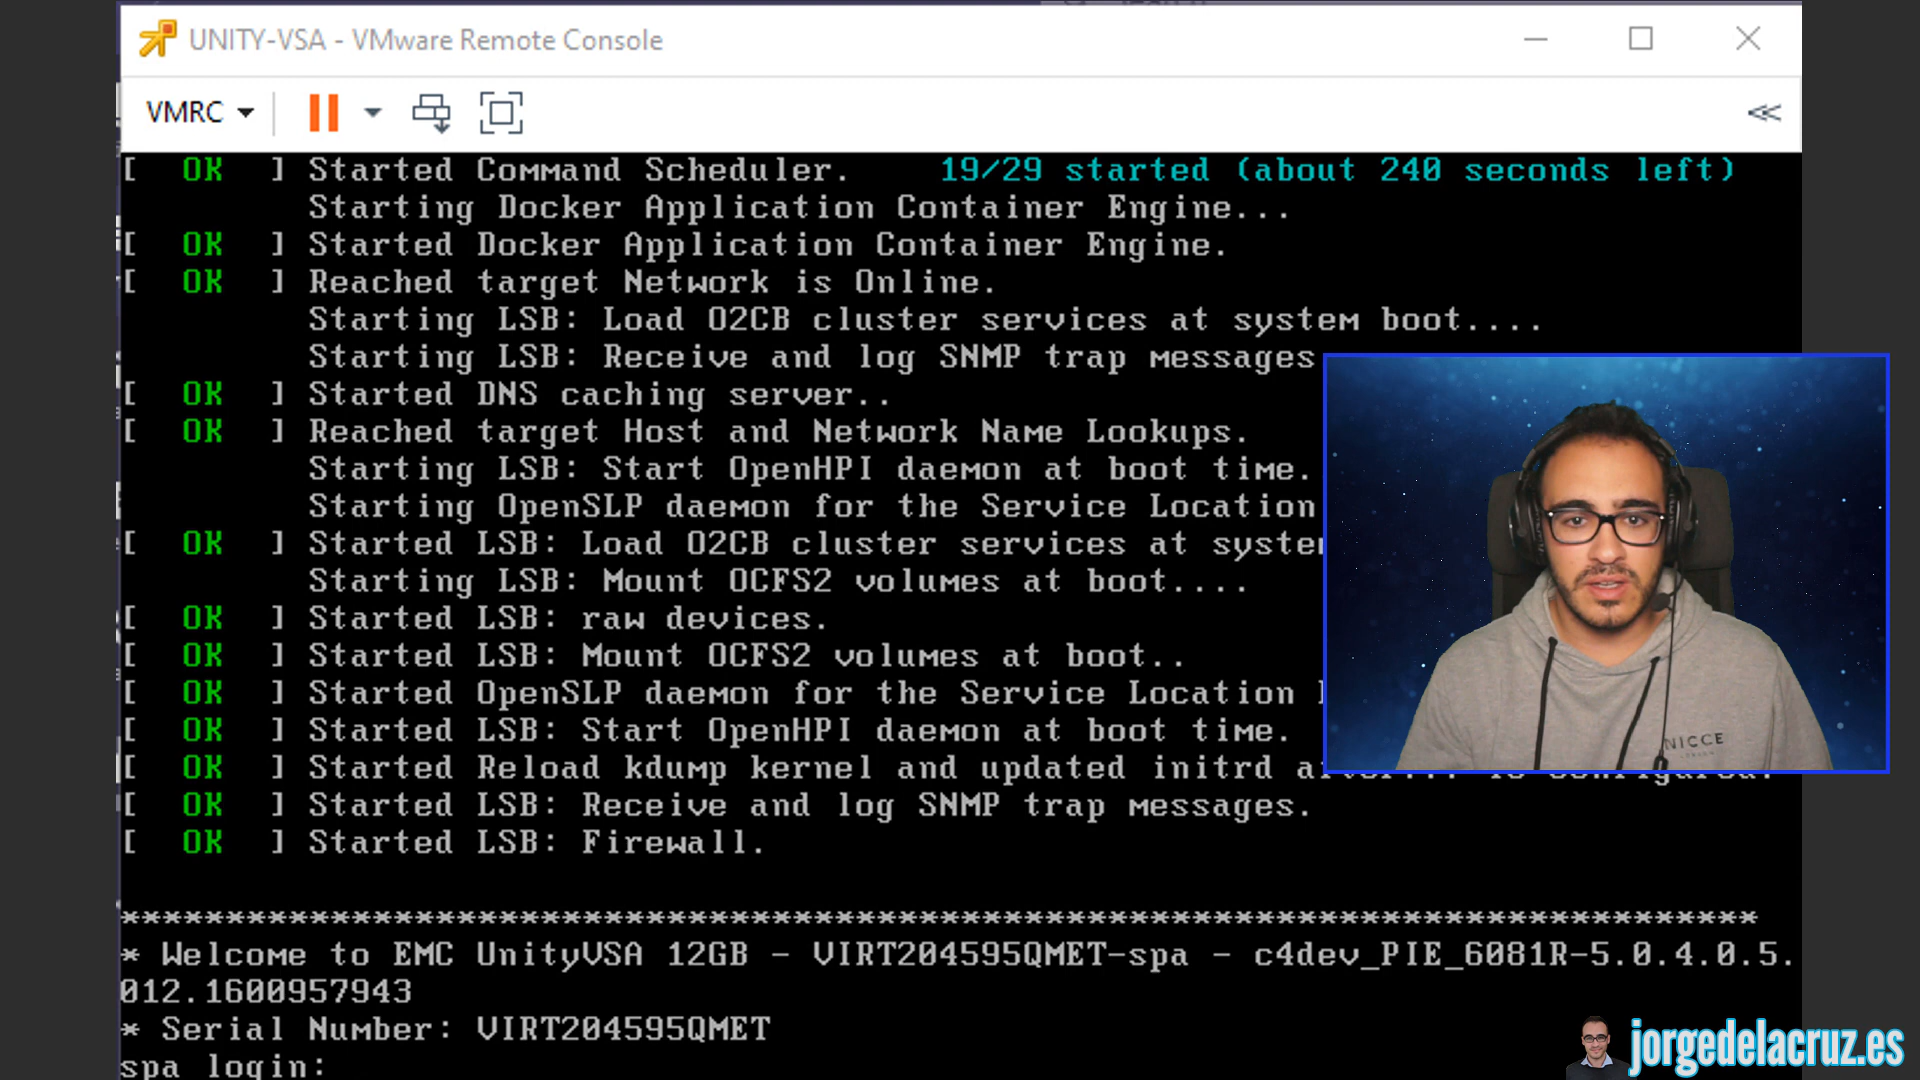 UNITY-VSA - VMware Remote Console
VMRC
[ OK ] Started Command Scheduler. 19/29 started (about 240 seconds left)
Starting Docker Application Container Engine...
[ OK ] Started Docker Application Container Engine.
[ OK ] Reached target Network is Online.
Starting LSB: Load O2CB cluster services at system boot....
Starting LSB: Receive and log SNMP trap messages
[ OK ] Started DNS caching server..
[ OK ] Reached target Host and Network Name Lookups.
Starting LSB: Start OpenHPI daemon at boot time.
Starting OpenSLP daemon for the Service Location
[ OK ] Started LSB: Load O2CB cluster services at system
Starting LSB: Mount OCFS2 volumes at boot....
[ OK ] Started LSB: raw devices.
[ OK ] Started LSB: Mount OCFS2 volumes at boot..
[ OK ] Started OpenSLP daemon for the Service Location
[ OK ] Started LSB: Start OpenHPI daemon at boot time.
[ OK ] Started Reload kdump kernel and updated initrd after... is configured.
[ OK ] Started LSB: Receive and log SNMP trap messages.
[ OK ] Started LSB: Firewall.
******************************************************************************
* Welcome to EMC UnityVSA 12GB - VIRT204595QMET-spa - c4dev_PIE_6081R-5.0.4.0.5.
012.1600957943
* Serial Number: VIRT204595QMET
spa login:
NICCE
jorgedelacruz.es